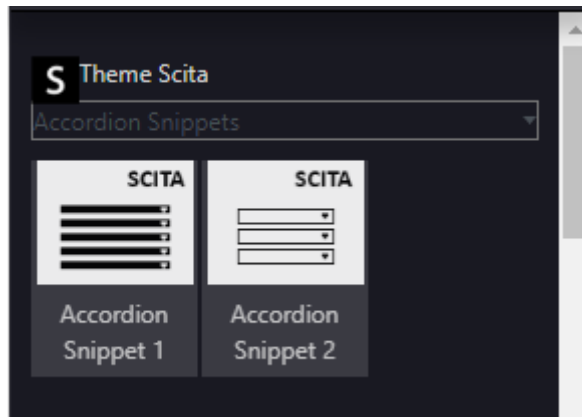 S Theme Scita
Accordion Snippets
SCITA SCITA
Accordion Accordion
Snippet 1 Snippet 2